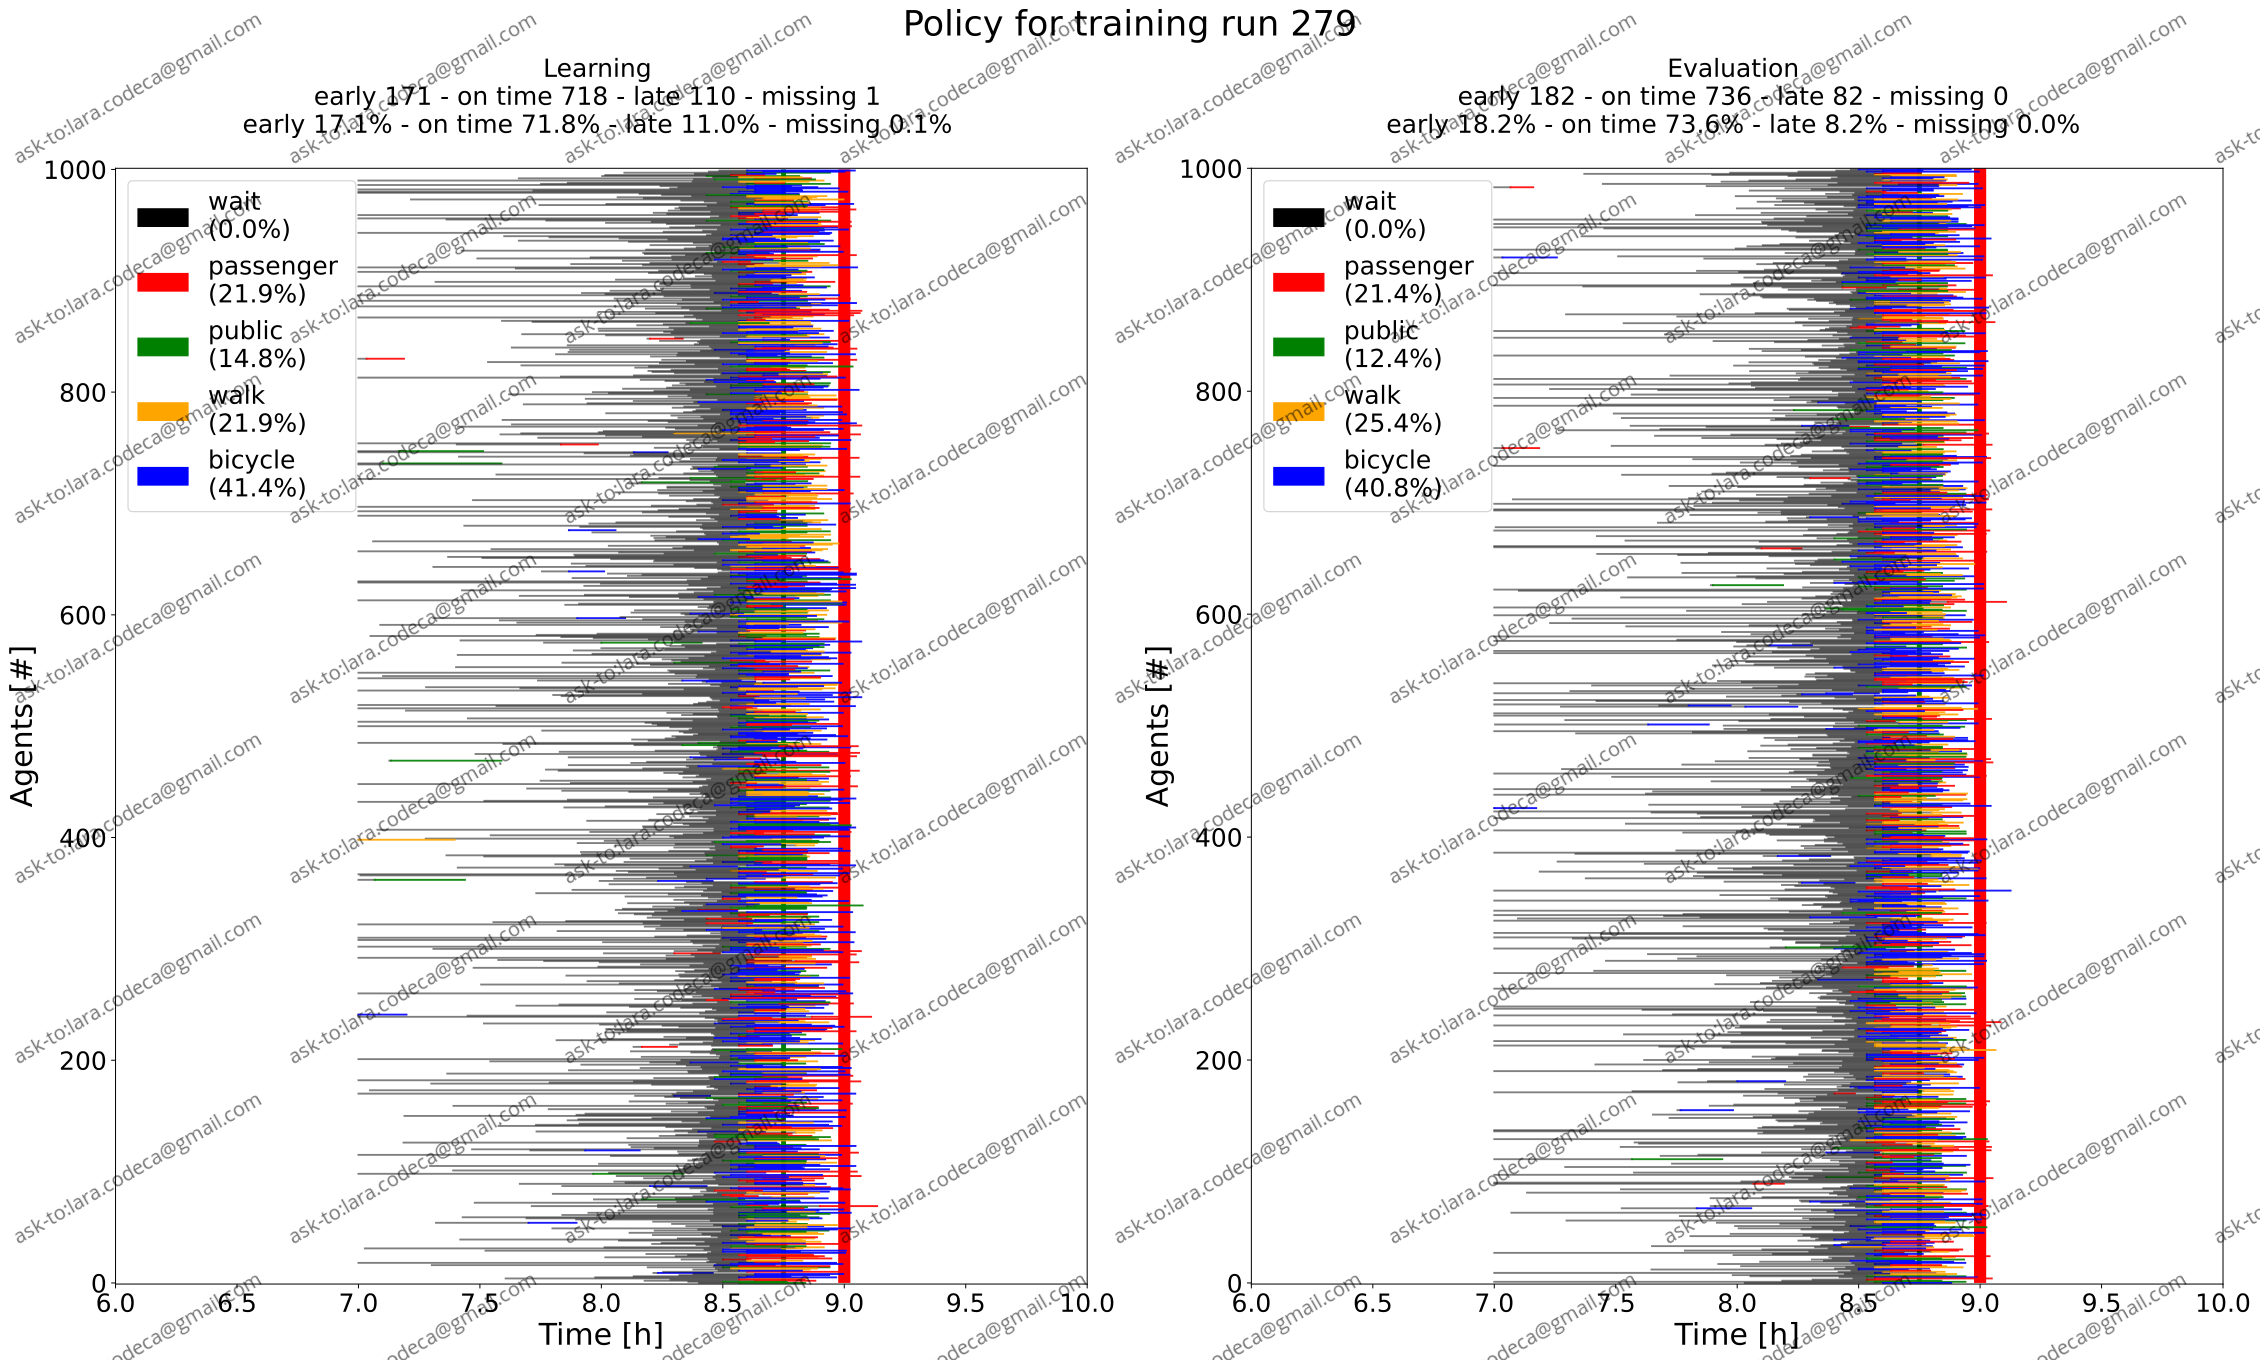 Policy for training run 279
Learning
early 171 - on time 718 - late 110 - missing 1
early 17.1% - on time 71.8% - late 11.0% - missing 0.1%
Evaluation
early 182 - on time 736 - late 82 - missing 0
early 18.2% - on time 73.6% - late 8.2% - missing 0.0%
Agents [#]
1000
800
600
400
200
0
wait
(0.0%)
passenger
(21.9%)
public
(14.8%)
walk
(21.9%)
bicycle
(41.4%)
6.0 6.5 7.0 7.5 8.0 8.5 9.0 9.5 10.0
Time [h]
Agents [#]
1000
800
600
400
200
0
wait
(0.0%)
passenger
(21.4%)
public
(12.4%)
walk
(25.4%)
bicycle
(40.8%)
6.0 6.5 7.0 7.5 8.0 8.5 9.0 9.5 10.0
Time [h]
ask-to:lara.codeca@gmail.com